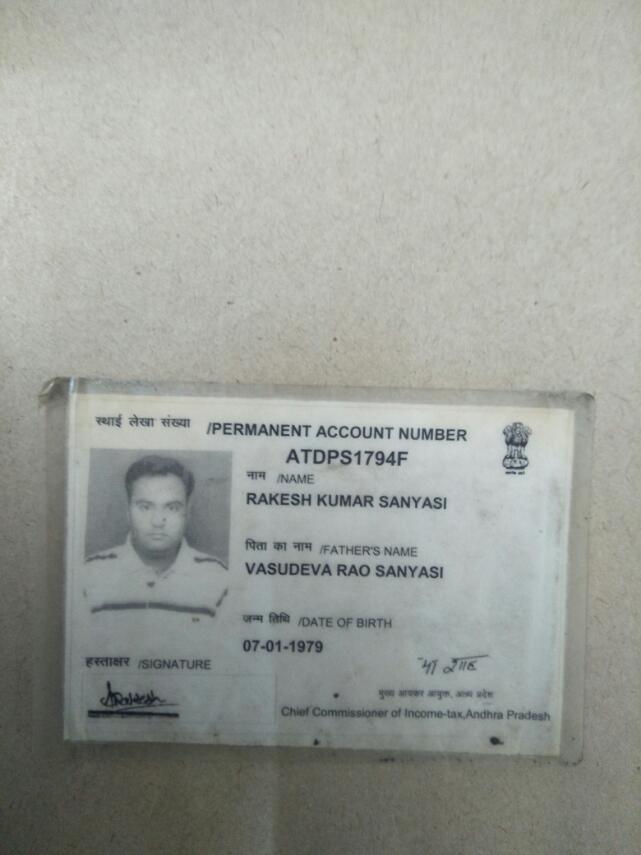 स्थाई लेखा संख्या /PERMANENT ACCOUNT NUMBER
ATDPS1794F
नाम /NAME
RAKESH KUMAR SANYASI
पिता का नाम /FATHER'S NAME
VASUDEVA RAO SANYASI
जन्म तिथि /DATE OF BIRTH
07-01-1979
हस्ताक्षर /SIGNATURE
मुख्य आयकर आयुक्त, आन्ध्र प्रदेश
Chief Commissioner of Income-tax,Andhra Pradesh